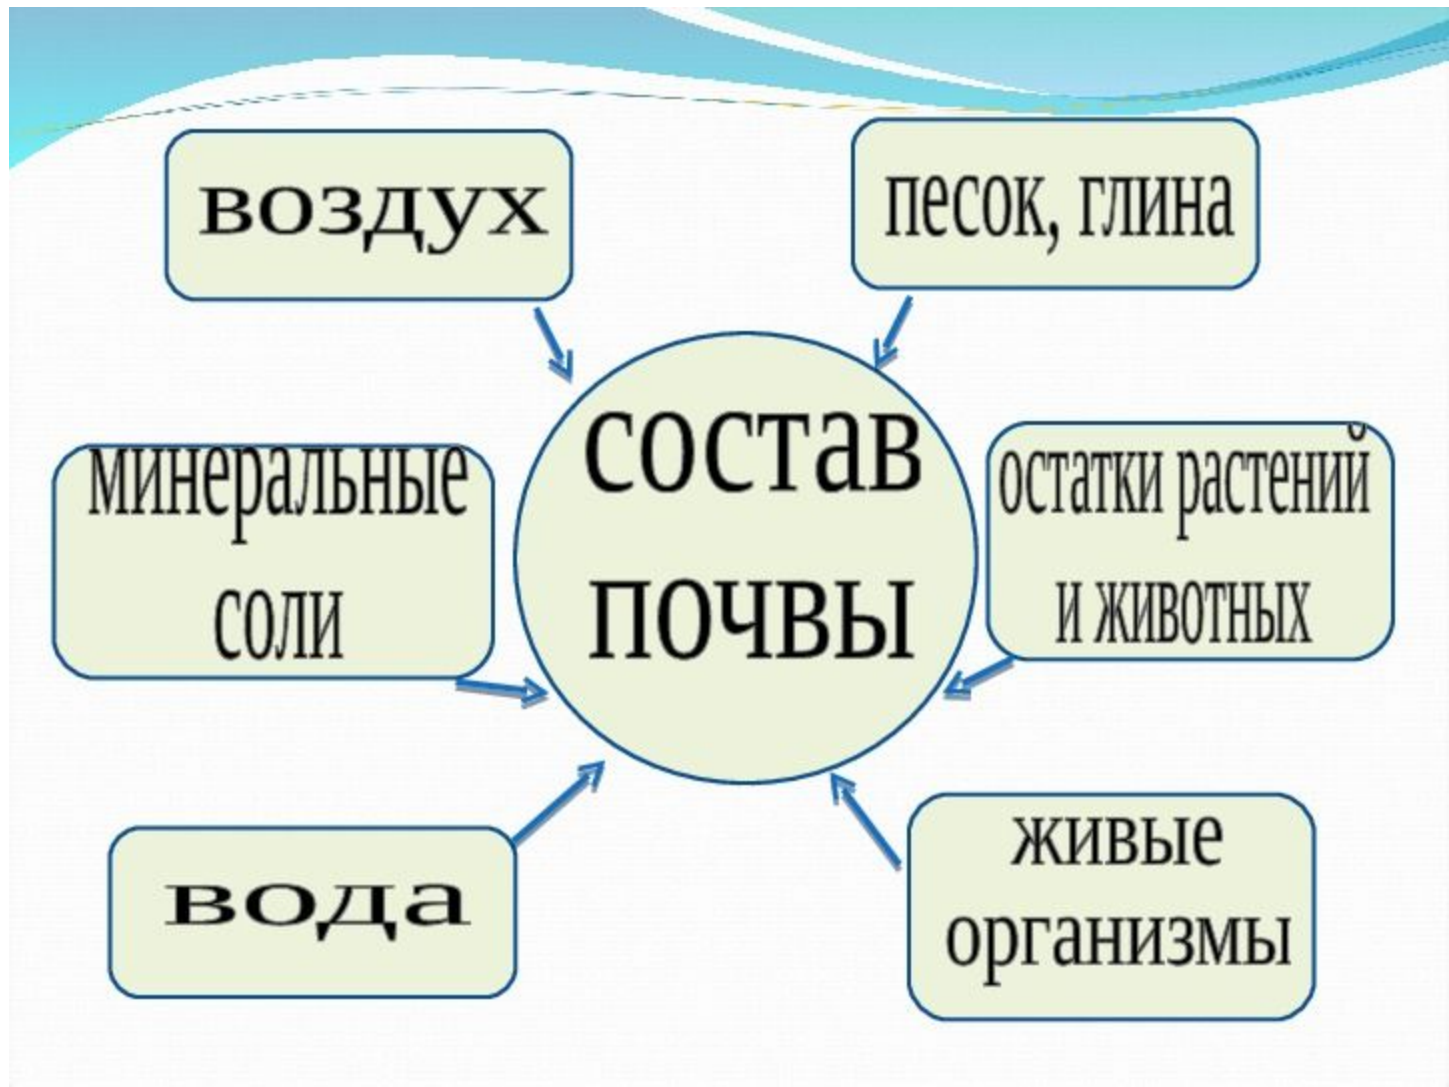 воздух
песок, глина
состав
почвы
минеральные
соли
остатки растений
и животных
вода
живые
организмы